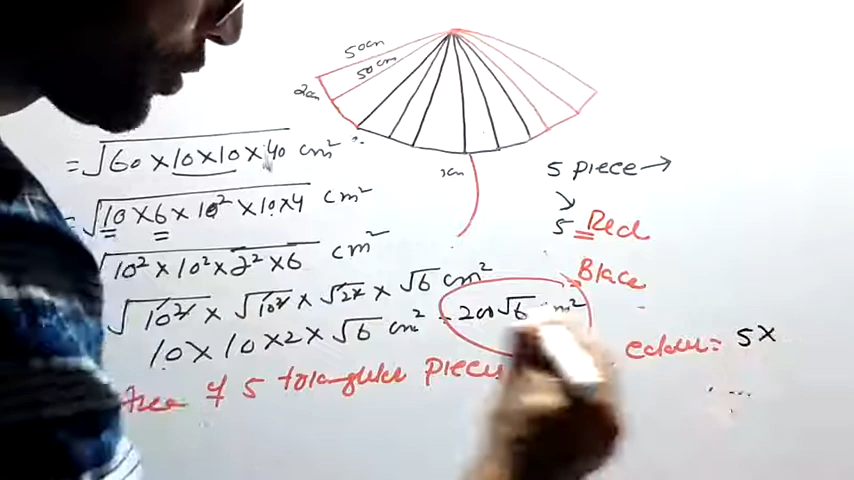 50cm
50cm
2cm
= √60×10×10×40 cm²
5 piece →
= √10×6×10²×10×4 cm²
5 Red
√10²×10²×2²×6 cm²
Black
√10² × √10² × √2² × √6 cm²
10×10×2×√6 cm² = 200√6 cm²
colour = 5×
Area of 5 triangular pieces